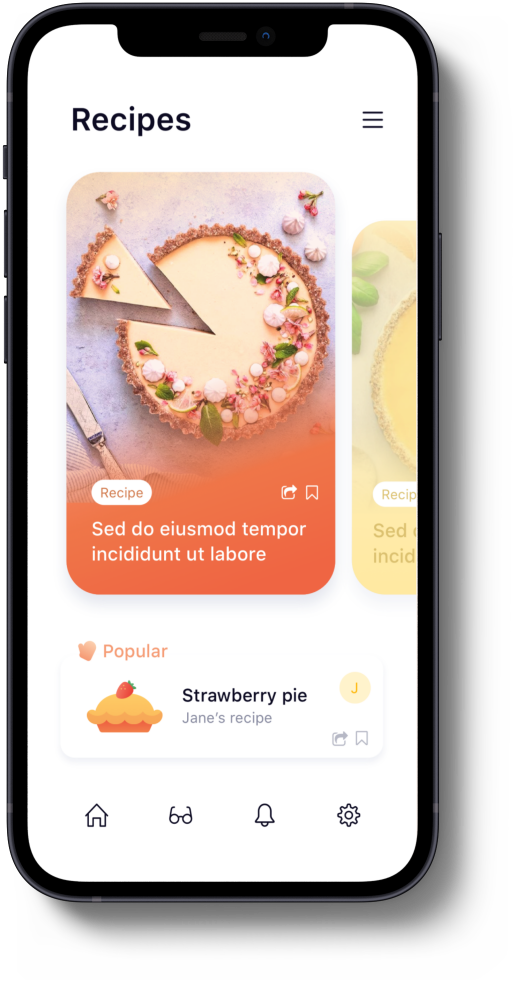 Recipes
Recipe
Sed do eiusmod tempor
incididunt ut labore
Recip
Sed
incid
Popular
Strawberry pie
Jane's recipe
J